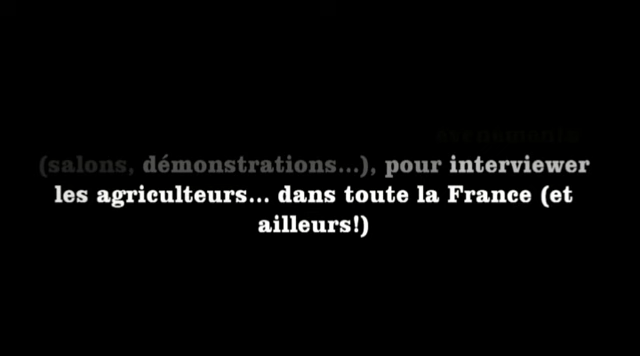 (salons, démonstrations...), pour interviewer
les agriculteurs... dans toute la France (et
ailleurs!)